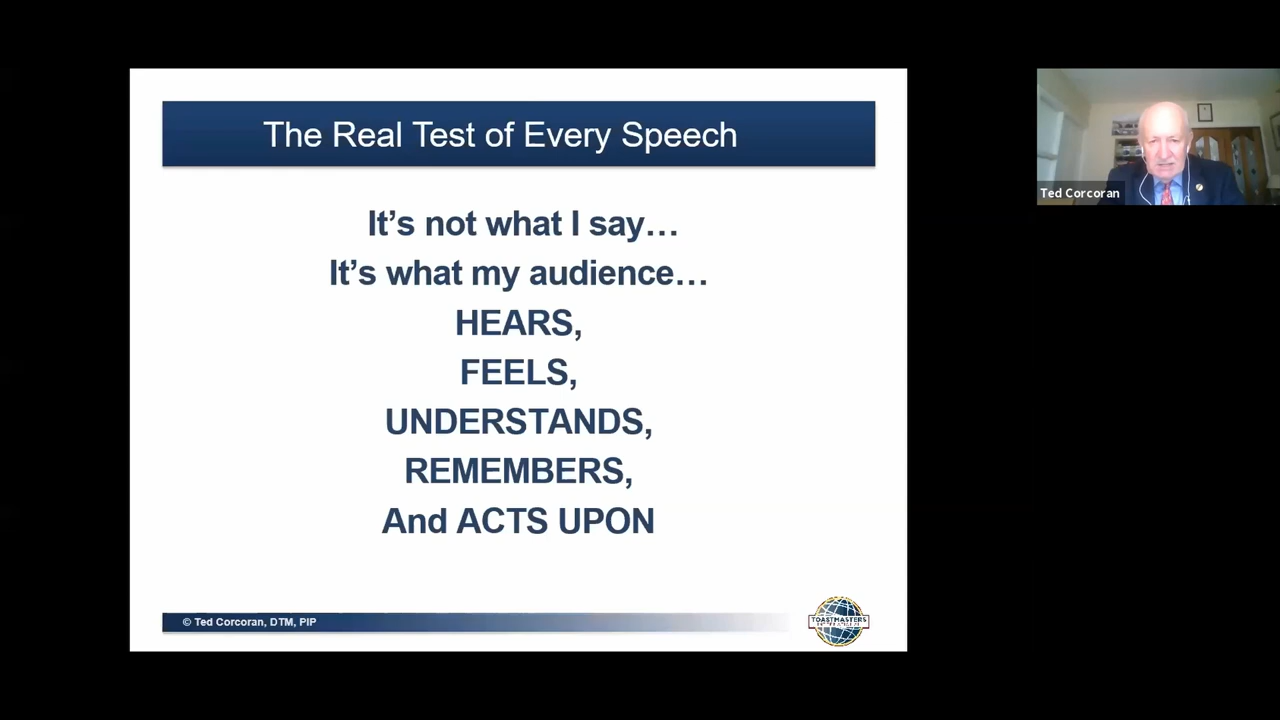 The Real Test of Every Speech
It’s not what I say…
It’s what my audience…
HEARS,
FEELS,
UNDERSTANDS,
REMEMBERS,
And ACTS UPON
© Ted Corcoran, DTM, PIP
TOASTMASTERS
INTERNATIONAL
Ted Corcoran